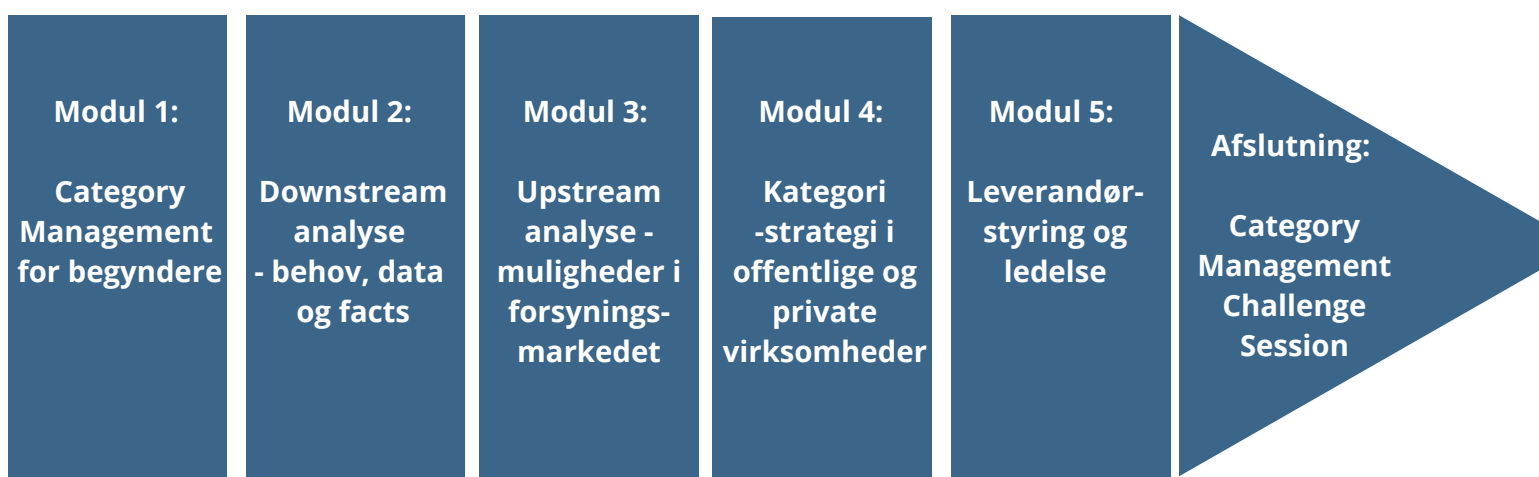 Modul 1:
Category
Management
for begyndere
Modul 2:
Downstream
analyse
- behov, data
og facts
Modul 3:
Upstream
analyse -
muligheder i
forsynings-
markedet
Modul 4:
Kategori
-strategi i
offentlige og
private
virksomheder
Modul 5:
Leverandør-
styring og
ledelse
Afslutning:
Category
Management
Challenge
Session